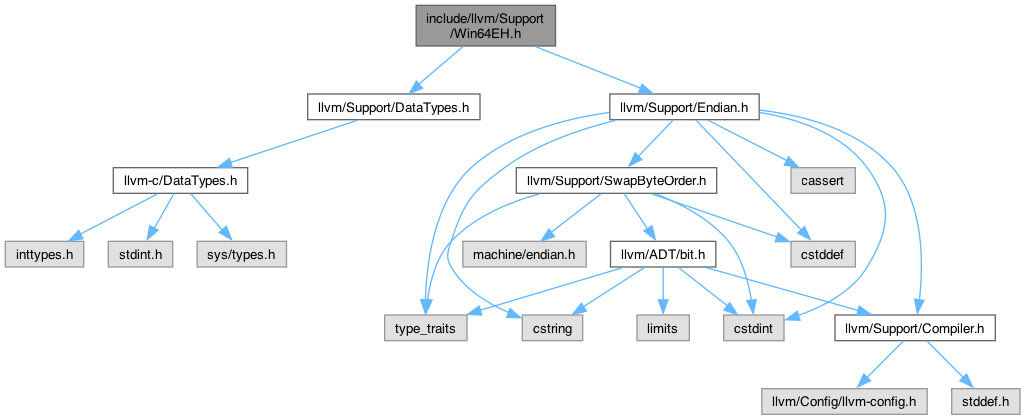 include/llvm/Support
/Win64EH.h
llvm/Support/DataTypes.h
llvm/Support/Endian.h
llvm-c/DataTypes.h
llvm/Support/SwapByteOrder.h
cassert
inttypes.h
stdint.h
sys/types.h
machine/endian.h
llvm/ADT/bit.h
cstddef
type_traits
cstring
limits
cstdint
llvm/Support/Compiler.h
llvm/Config/llvm-config.h
stddef.h